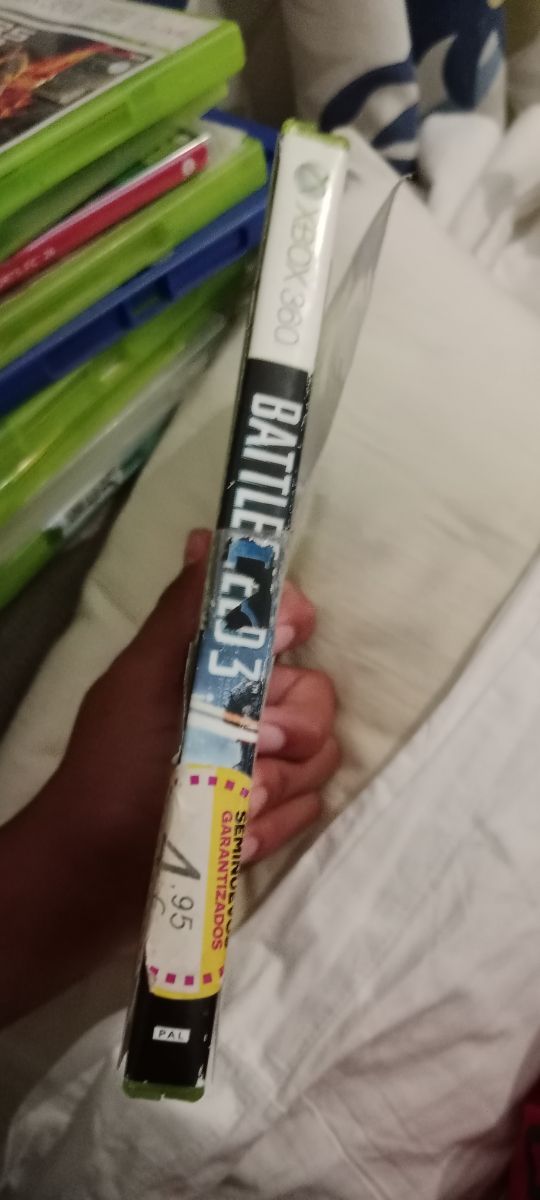 XBOX 360
BATTLE
3
SEMINUEVOS
GARANTIZADOS
.95
PAL